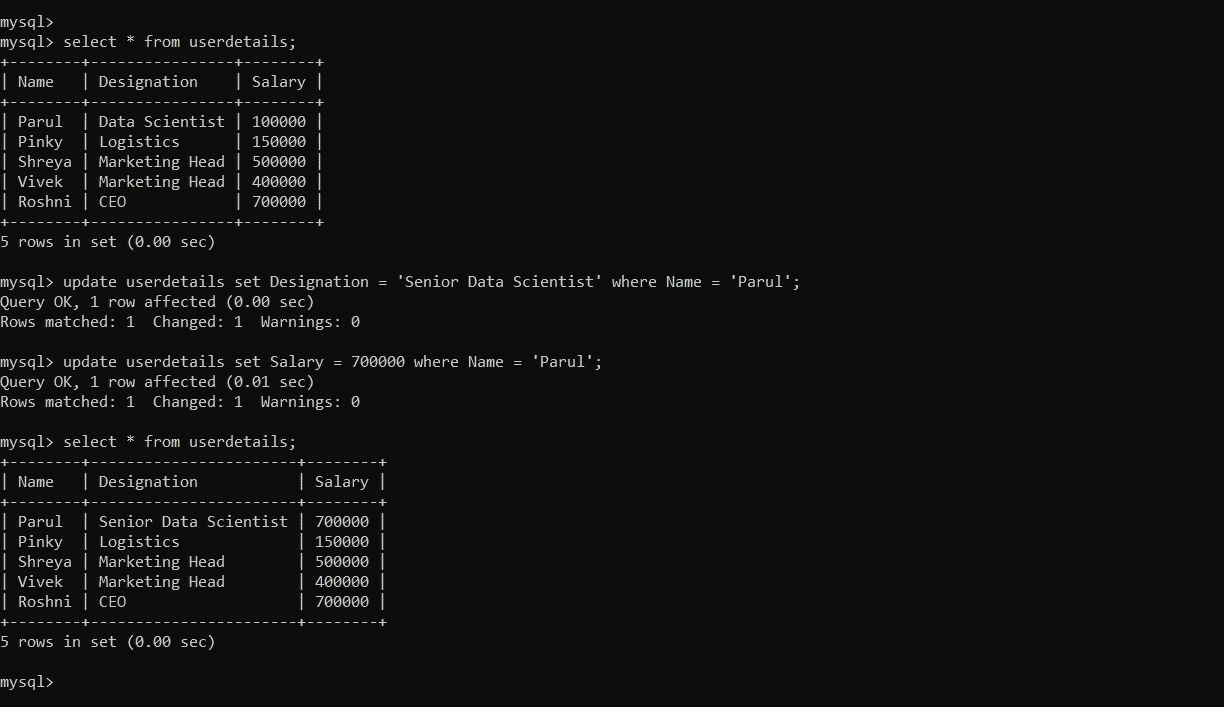 mysql>
mysql> select * from userdetails;
+--------+----------------+--------+
| Name   | Designation    | Salary |
+--------+----------------+--------+
| Parul  | Data Scientist | 100000 |
| Pinky  | Logistics      | 150000 |
| Shreya | Marketing Head | 500000 |
| Vivek  | Marketing Head | 400000 |
| Roshni | CEO            | 700000 |
+--------+----------------+--------+
5 rows in set (0.00 sec)

mysql> update userdetails set Designation = 'Senior Data Scientist' where Name = 'Parul';
Query OK, 1 row affected (0.00 sec)
Rows matched: 1  Changed: 1  Warnings: 0

mysql> update userdetails set Salary = 700000 where Name = 'Parul';
Query OK, 1 row affected (0.01 sec)
Rows matched: 1  Changed: 1  Warnings: 0

mysql> select * from userdetails;
+--------+-----------------------+--------+
| Name   | Designation           | Salary |
+--------+-----------------------+--------+
| Parul  | Senior Data Scientist | 700000 |
| Pinky  | Logistics             | 150000 |
| Shreya | Marketing Head        | 500000 |
| Vivek  | Marketing Head        | 400000 |
| Roshni | CEO                   | 700000 |
+--------+-----------------------+--------+
5 rows in set (0.00 sec)

mysql>